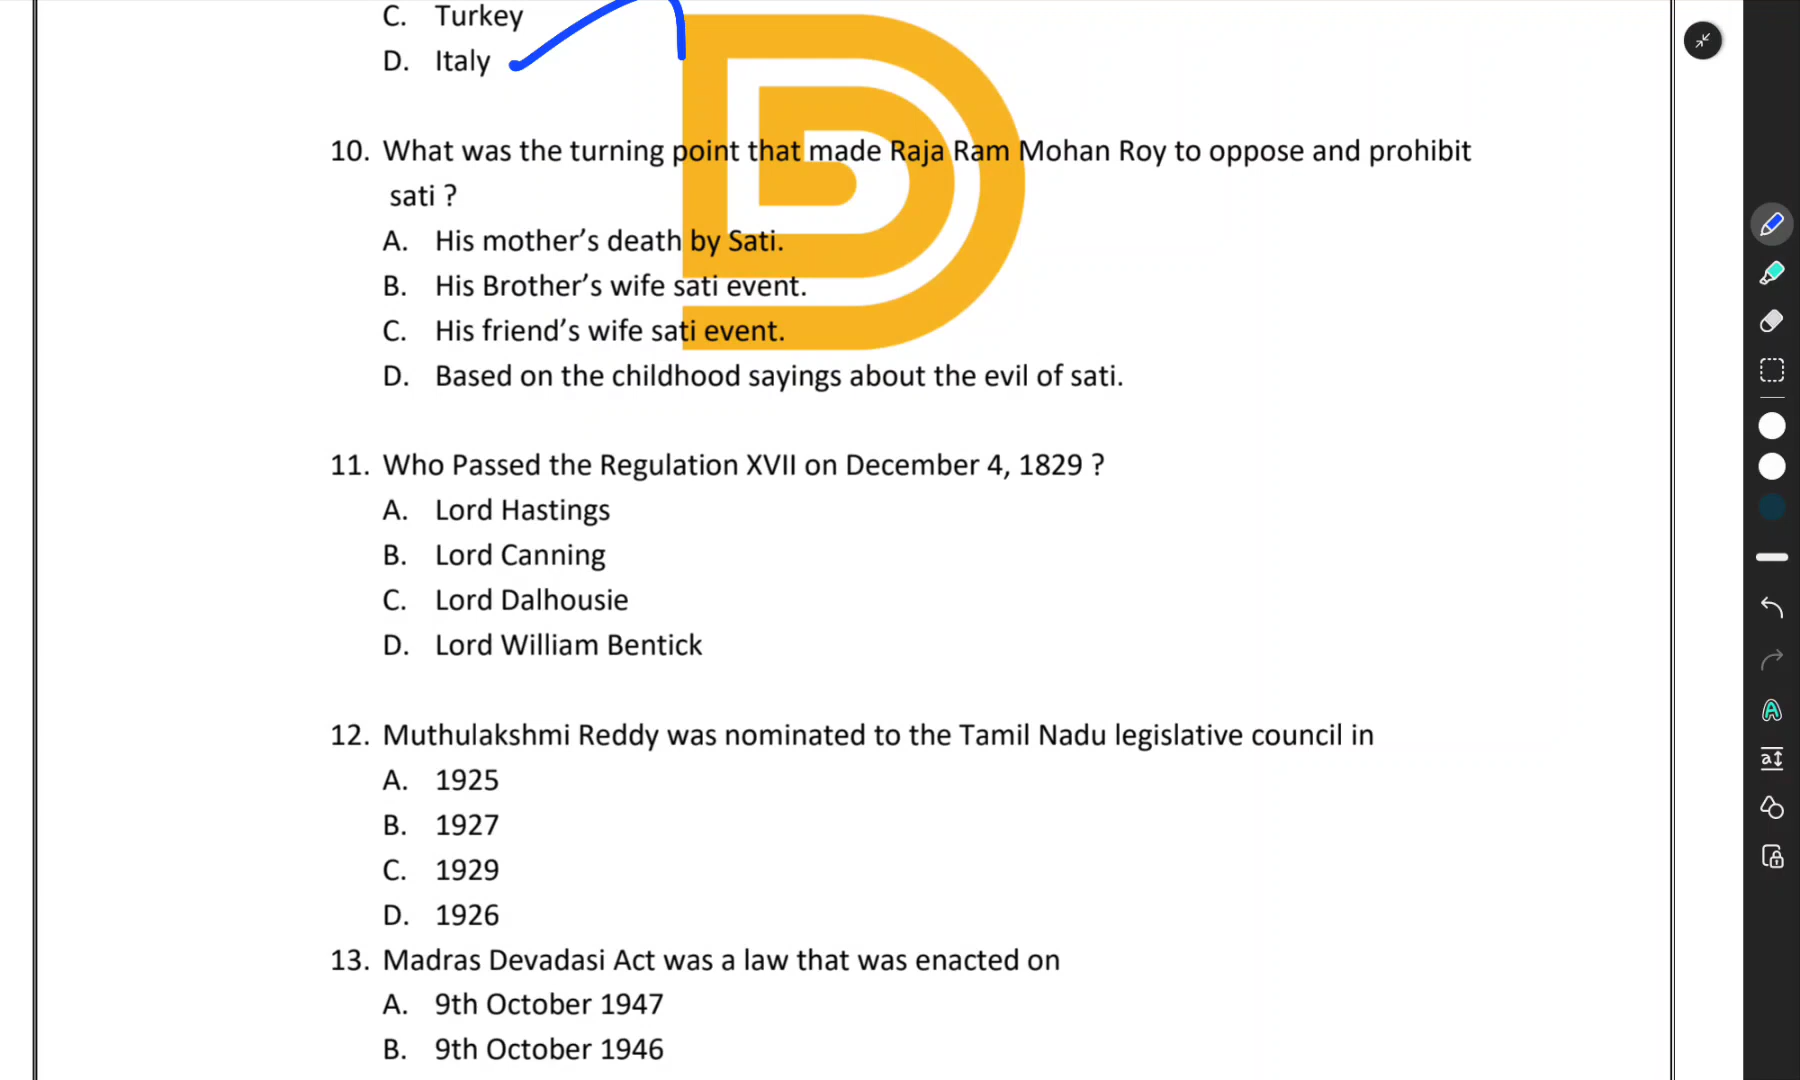 C. Turkey
D. Italy
10. What was the turning point that made Raja Ram Mohan Roy to oppose and prohibit
sati ?
A. His mother’s death by Sati.
B. His Brother’s wife sati event.
C. His friend’s wife sati event.
D. Based on the childhood sayings about the evil of sati.
11. Who Passed the Regulation XVII on December 4, 1829 ?
A. Lord Hastings
B. Lord Canning
C. Lord Dalhousie
D. Lord William Bentick
12. Muthulakshmi Reddy was nominated to the Tamil Nadu legislative council in
A. 1925
B. 1927
C. 1929
D. 1926
13. Madras Devadasi Act was a law that was enacted on
A. 9th October 1947
B. 9th October 1946